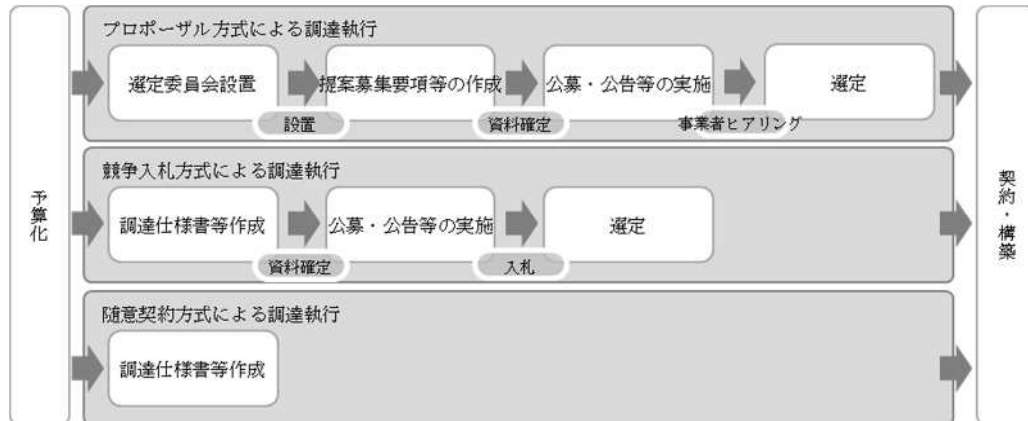 予算化
プロポーザル方式による調達執行
選定委員会設置
提案募集要項等の作成
公募・公告等の実施
選定
設置
資料確定
事業者ヒアリング
競争入札方式による調達執行
調達仕様書等作成
公募・公告等の実施
選定
資料確定
入札
随意契約方式による調達執行
調達仕様書等作成
契約・構築